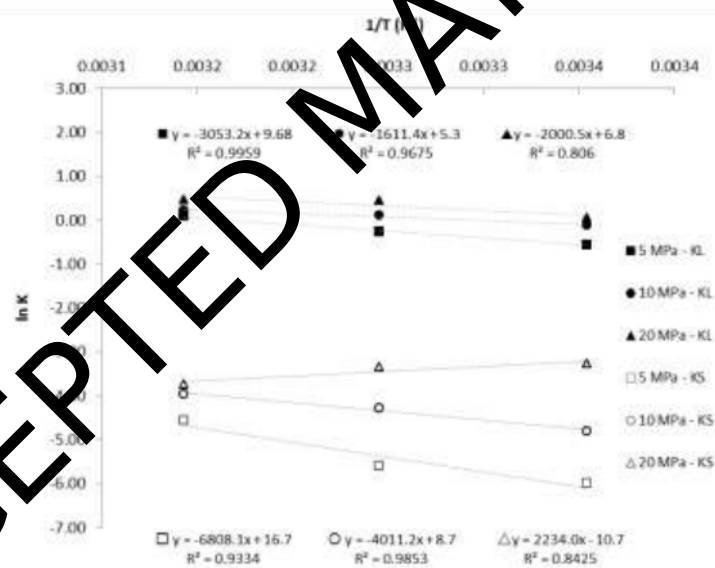 1/T (
0.0031 0.0032 0.0032 0.0033 0.0034 0.0034
3.00
2.00
1.00
0.00
-1.00
-2.00
-5.00
-6.00
-7.00
ln K
■ y = -3053.2x + 9.68
R² = 0.9959
● y = -1611.4x + 5.3
R² = 0.9675
▲ y = -2000.5x + 6.8
R² = 0.806
■ 5 MPa - KL
● 10 MPa - KL
▲ 20 MPa - KL
□ 5 MPa - KS
○ 10 MPa - KS
△ 20 MPa - KS
□ y = -6808.1x + 16.7
R² = 0.9334
○ y = -4011.2x + 8.7
R² = 0.9853
△ y = 2234.0x - 10.7
R² = 0.8425
EPTED MA